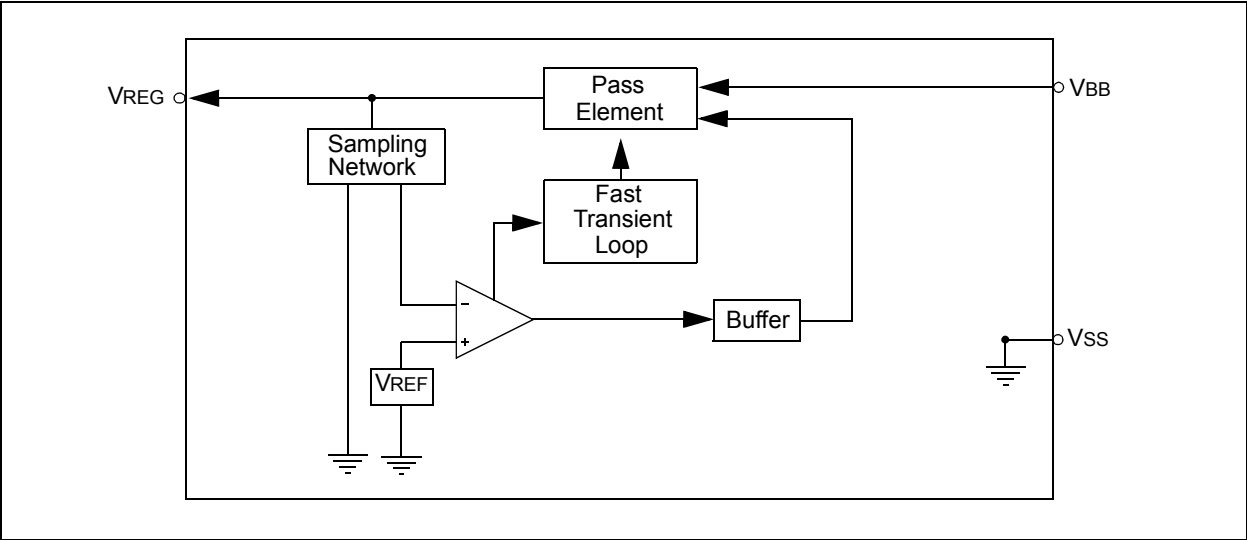 VREG
Pass
Element
VBB
Sampling
Network
Fast
Transient
Loop
−
+
Buffer
VSS
VREF